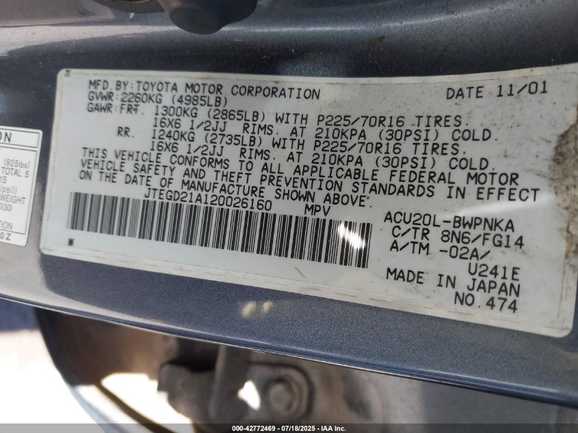 MFD. BY: TOYOTA MOTOR CORPORATION DATE 11/01
GVWR: 2260KG (4985LB)
GAWR: FRT. 1300KG (2865LB) WITH P225/70R16 TIRES,
16X6 1/2JJ RIMS, AT 210KPA (30PSI) COLD.
RR. 1240KG (2735LB) WITH P225/70R16 TIRES,
16X6 1/2JJ RIMS, AT 210KPA (30PSI) COLD.
THIS VEHICLE CONFORMS TO ALL APPLICABLE FEDERAL MOTOR
VEHICLE SAFETY AND THEFT PREVENTION STANDARDS IN EFFECT
ON THE DATE OF MANUFACTURE SHOWN ABOVE.
JTEGD21A120026160 MPV
ACU20L-BWPNKA
C/TR 8N6/FG14
A/TM -02A/
U241E
MADE IN JAPAN
NO. 474
ON
000-42772469 - 07/18/2025 - IAA Inc.